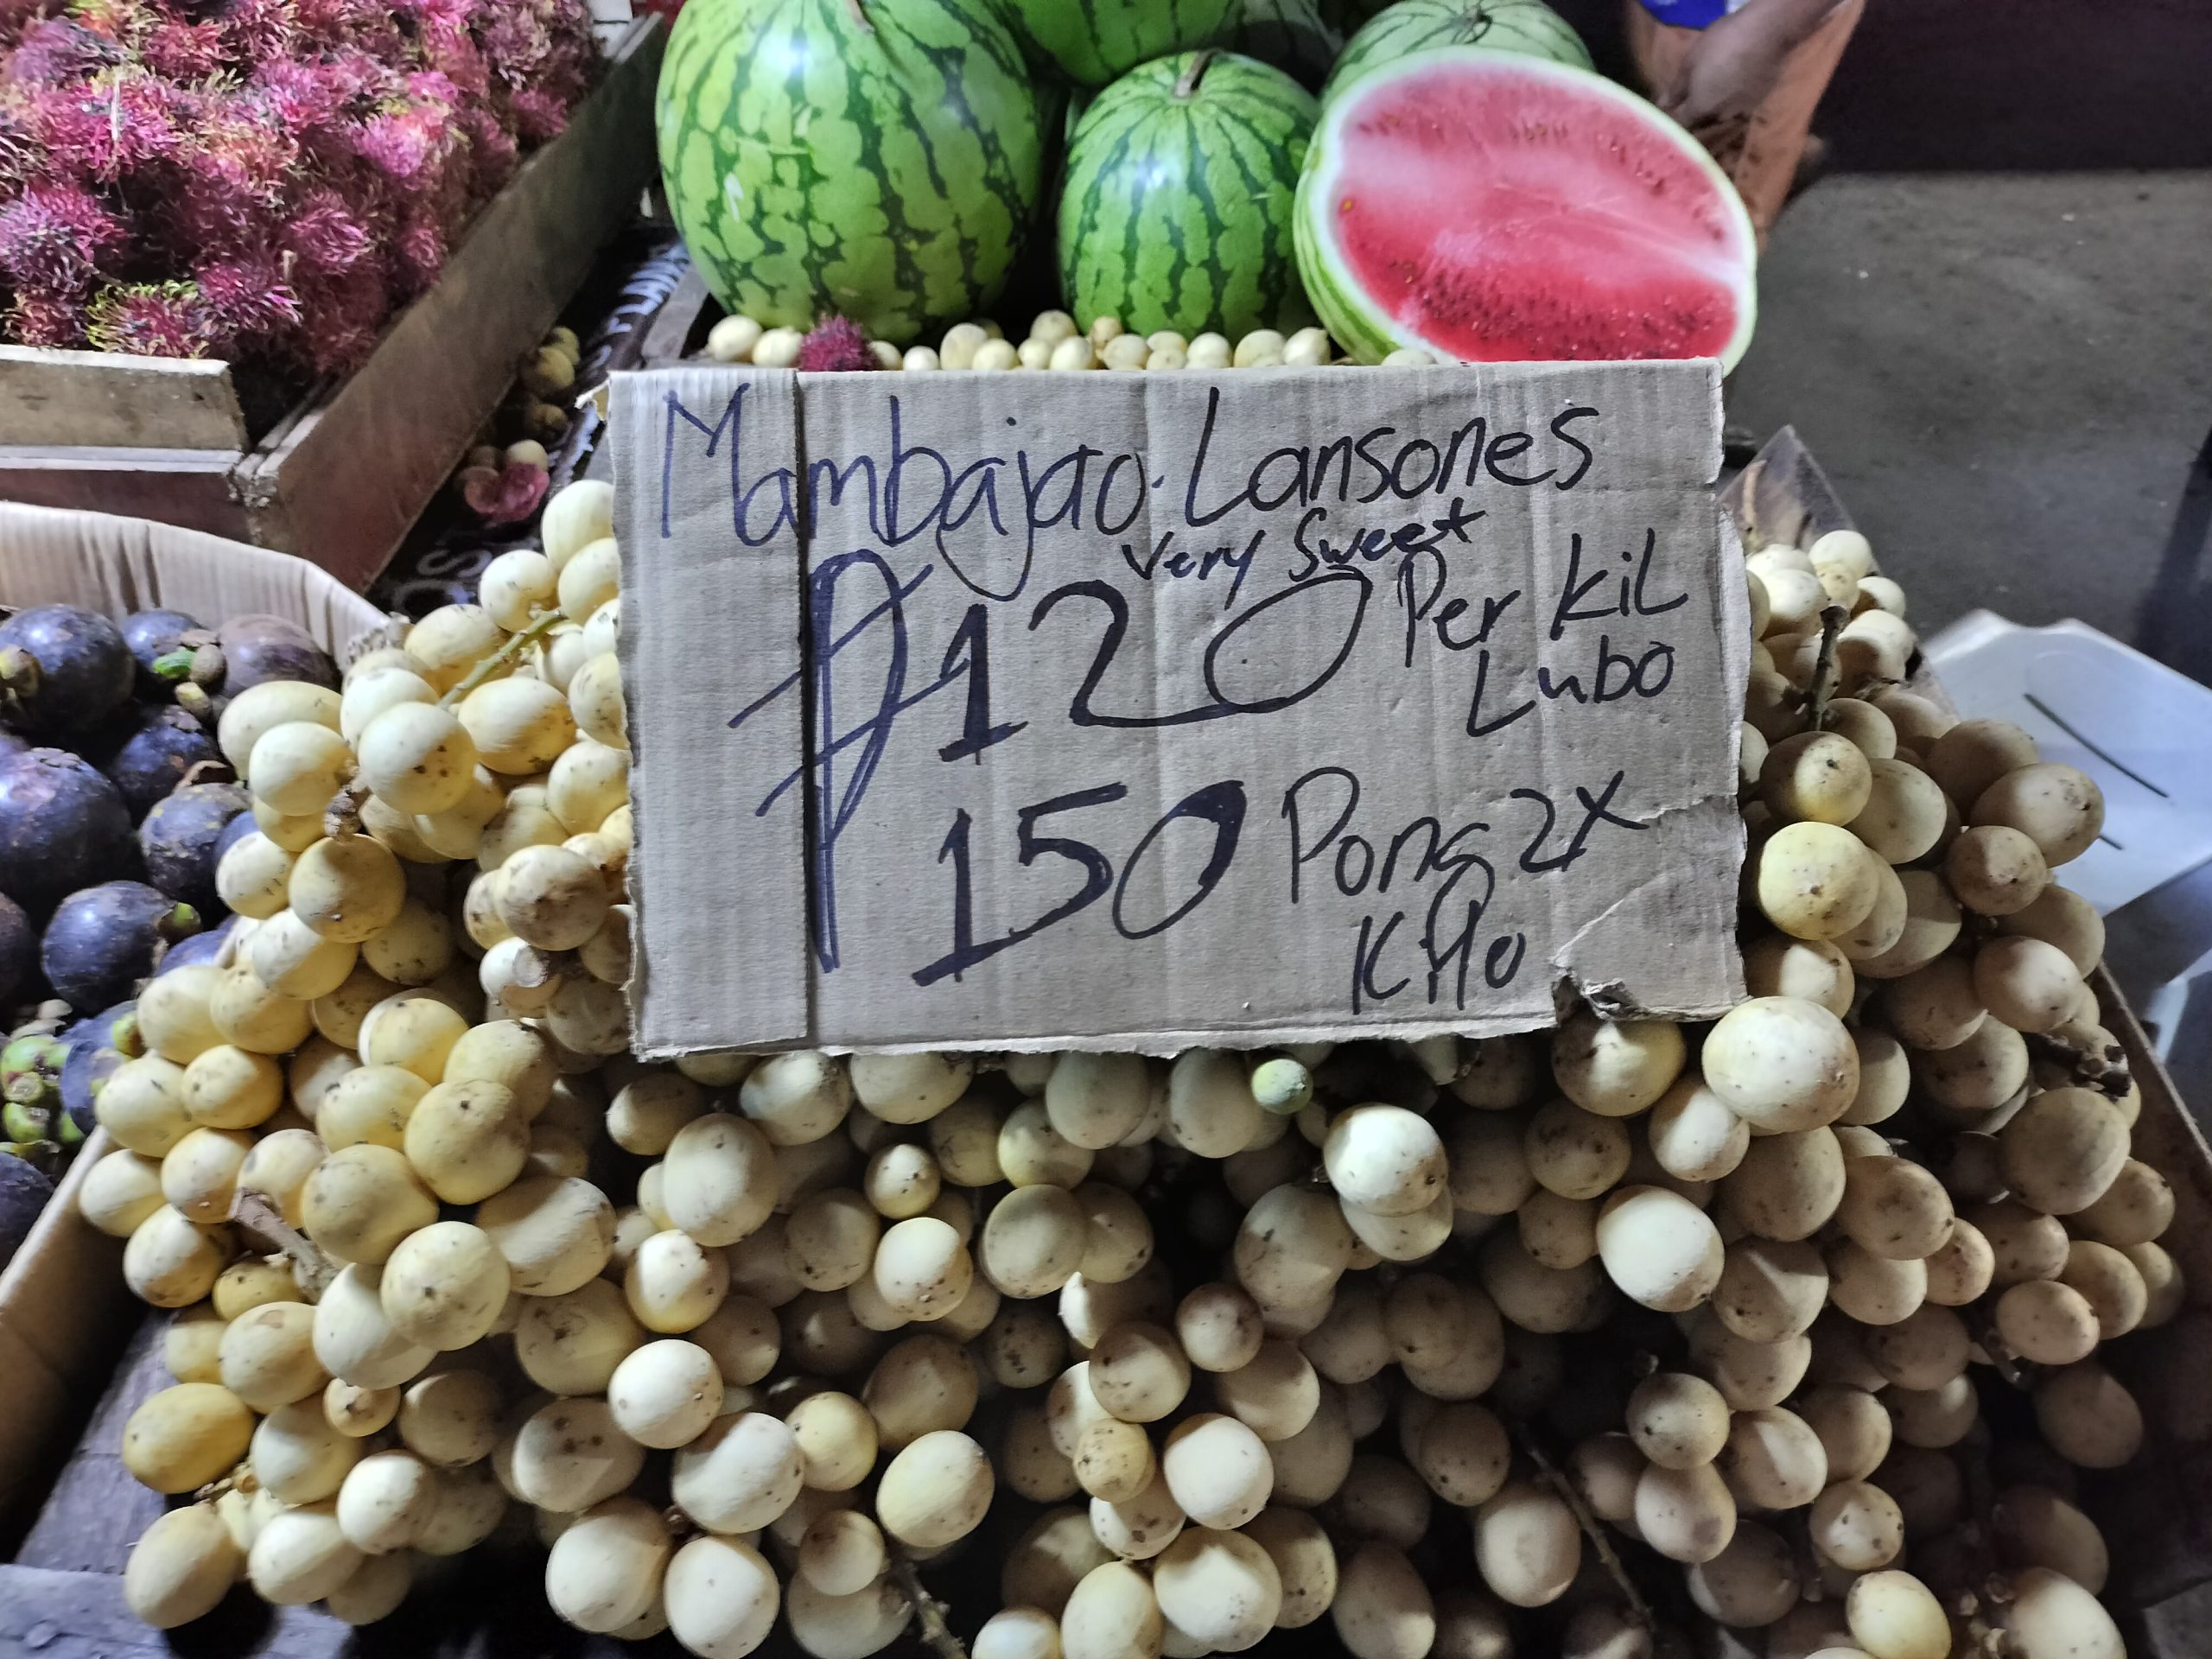 Mambajao Lansones
Very Sweet
₱120 Per KiL
Lubo
150 Pong 2X
Kilo